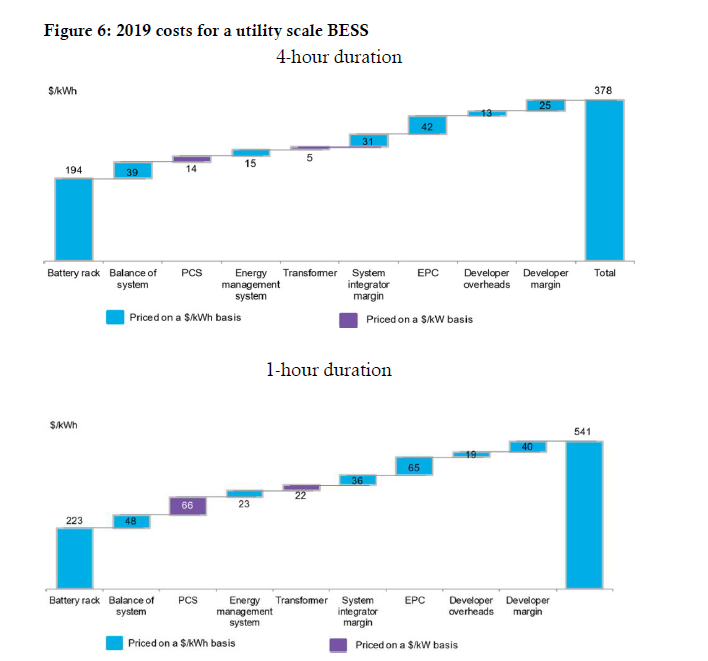 Figure 6: 2019 costs for a utility scale BESS
4-hour duration
$/kWh
194
39
14
15
5
31
42
13
25
378
Battery rack
Balance of
system
PCS
Energy
management
system
Transformer
System
integrator
margin
EPC
Developer
overheads
Developer
margin
Total
Priced on a $/kWh basis
Priced on a $/kW basis
1-hour duration
$/kWh
223
48
66
23
22
36
65
19
40
541
Battery rack
Balance of
system
PCS
Energy
management
system
Transformer
System
integrator
margin
EPC
Developer
overheads
Developer
margin
Priced on a $/kWh basis
Priced on a $/kW basis